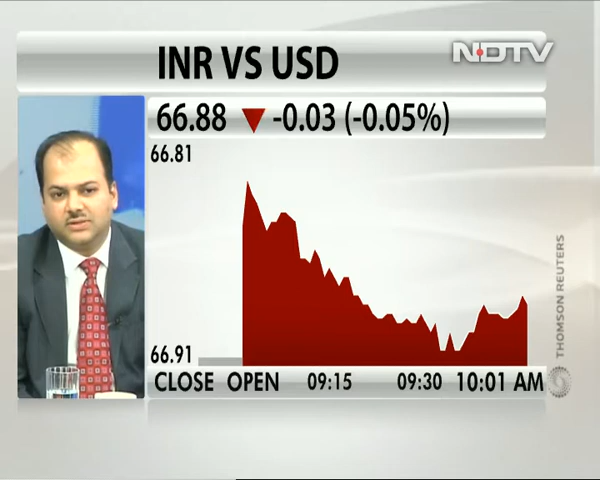 NDTV
INR VS USD
66.88 ▼ -0.03 (-0.05%)
66.81
66.91
CLOSE OPEN 09:15 09:30 10:01 AM
THOMSON REUTERS